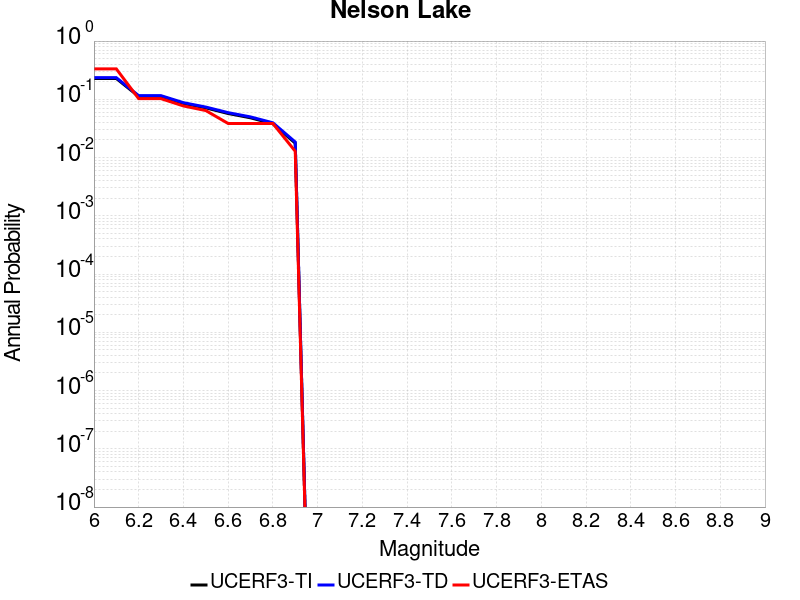 Nelson Lake
Annual Probability
10^0
10^-1
10^-2
10^-3
10^-4
10^-5
10^-6
10^-7
10^-8
6 6.2 6.4 6.6 6.8 7 7.2 7.4 7.6 7.8 8 8.2 8.4 8.6 8.8 9
Magnitude
UCERF3-TI UCERF3-TD UCERF3-ETAS